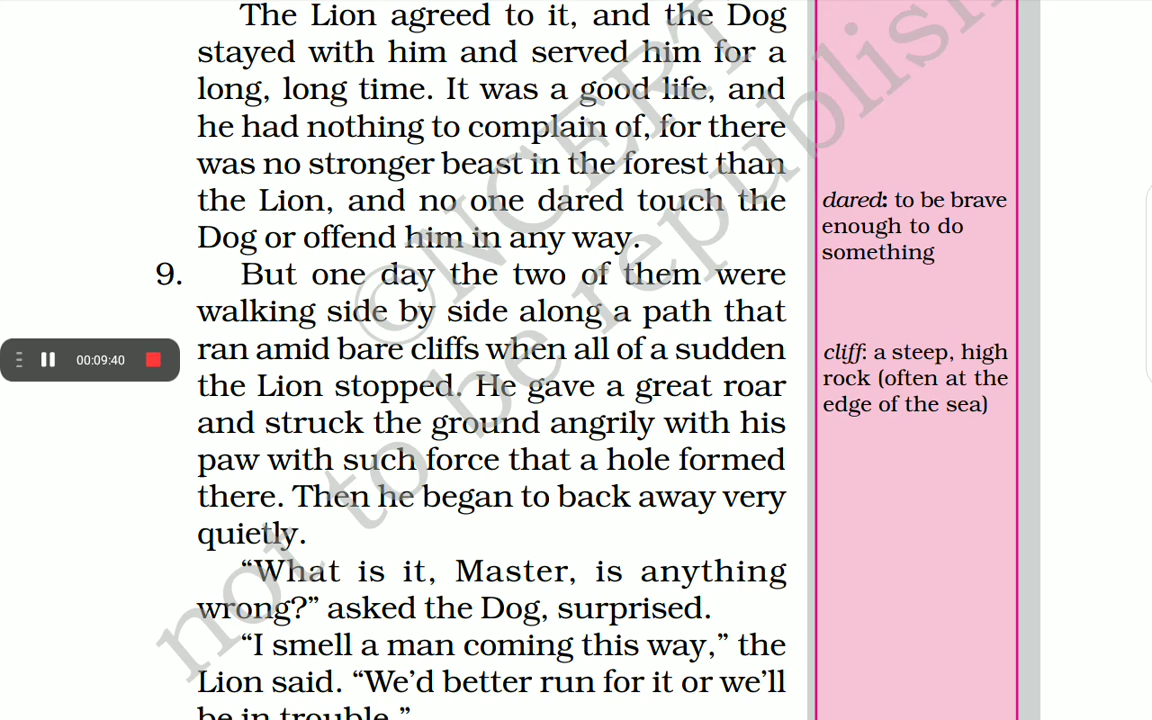 The Lion agreed to it, and the Dog
stayed with him and served him for a
long, long time. It was a good life, and
he had nothing to complain of, for there
was no stronger beast in the forest than
the Lion, and no one dared touch the
Dog or offend him in any way.
9. But one day the two of them were
walking side by side along a path that
ran amid bare cliffs when all of a sudden
the Lion stopped. He gave a great roar
and struck the ground angrily with his
paw with such force that a hole formed
there. Then he began to back away very
quietly.
“What is it, Master, is anything
wrong?” asked the Dog, surprised.
“I smell a man coming this way,” the
Lion said. “We’d better run for it or we’ll
be in trouble.”
dared: to be brave
enough to do
something
cliff: a steep, high
rock (often at the
edge of the sea)
00:09:40
©NCERT
not to be republish